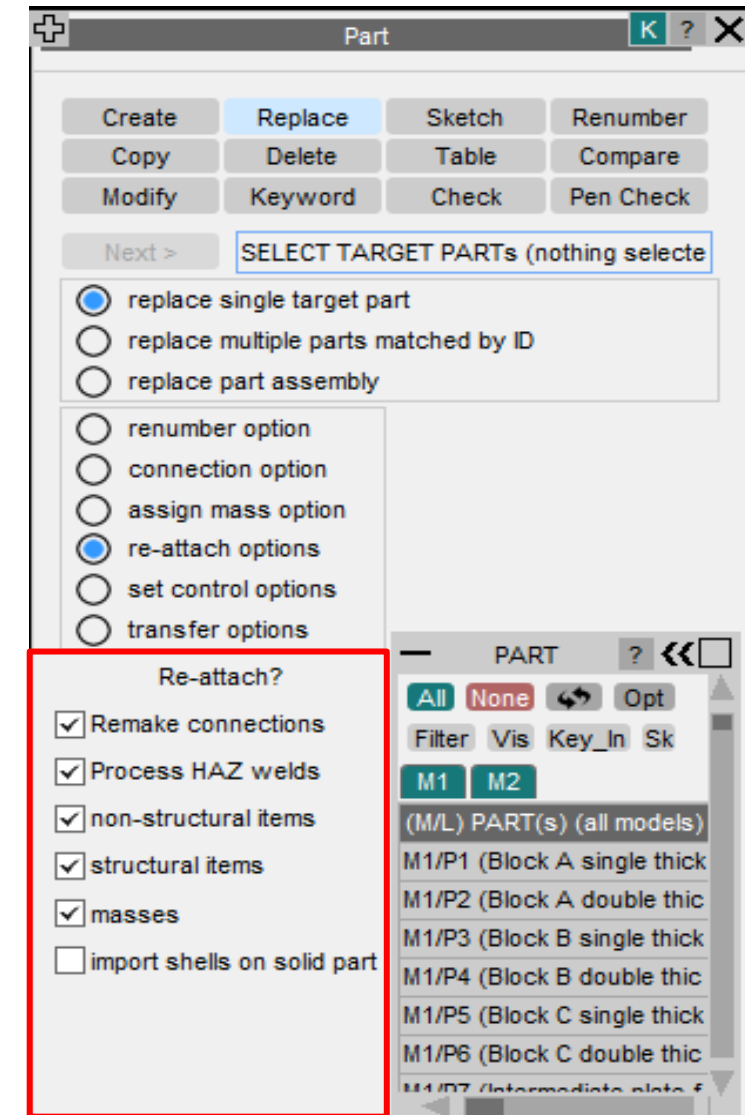 Part K ?
Create Replace Sketch Renumber
Copy Delete Table Compare
Modify Keyword Check Pen Check
Next > SELECT TARGET PARTs (nothing selecte
replace single target part
replace multiple parts matched by ID
replace part assembly
renumber option
connection option
assign mass option
re-attach options
set control options
transfer options
Re-attach?
Remake connections
Process HAZ welds
non-structural items
structural items
masses
import shells on solid part
PART ?
All None Opt
Filter Vis Key_In Sk
M1 M2
(M/L) PART(s) (all models)
M1/P1 (Block A single thick
M1/P2 (Block A double thic
M1/P3 (Block B single thick
M1/P4 (Block B double thic
M1/P5 (Block C single thick
M1/P6 (Block C double thic
M1/P7 (Intermediate plate f